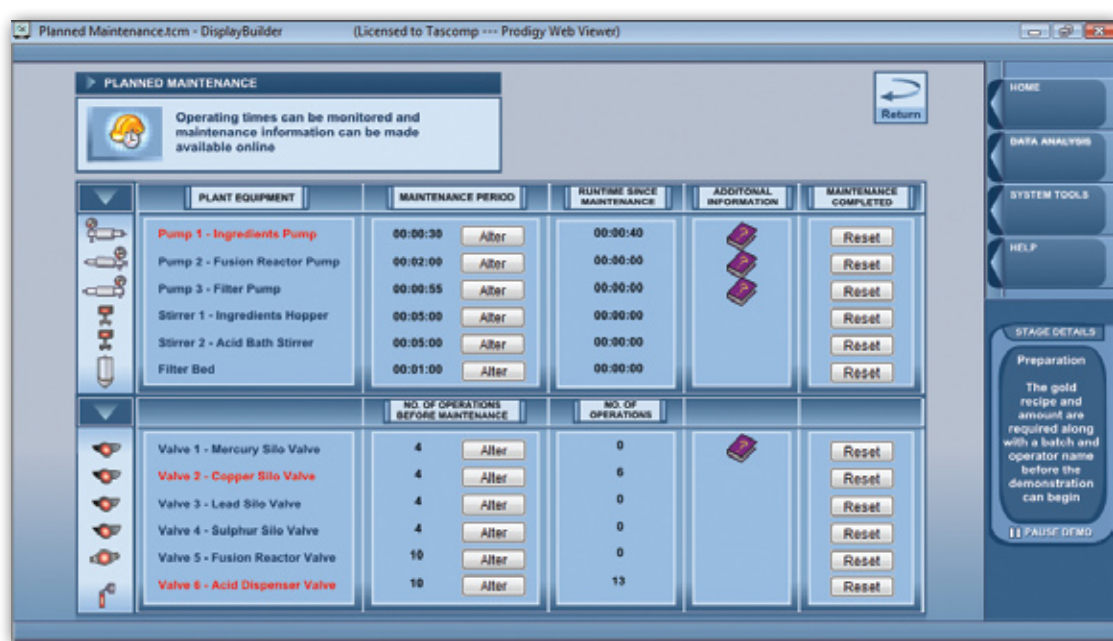 Planned Maintenance.tcm - DisplayBuilder (Licensed to Tascomp --- Prodigy Web Viewer)
PLANNED MAINTENANCE
Operating times can be monitored and
maintenance information can be made
available online
Return
HOME
DATA ANALYSIS
SYSTEM TOOLS
HELP
PLANT EQUIPMENT MAINTENANCE PERIOD RUNTIME SINCE MAINTENANCE ADDITONAL INFORMATION MAINTENANCE COMPLETED
Pump 1 - Ingredients Pump 00:00:30 Alter 00:00:40 ? Reset
Pump 2 - Fusion Reactor Pump 00:02:00 Alter 00:00:00 ? Reset
Pump 3 - Filter Pump 00:00:55 Alter 00:00:00 ? Reset
Stirrer 1 - Ingredients Hopper 00:05:00 Alter 00:00:00 Reset
Stirrer 2 - Acid Bath Stirrer 00:05:00 Alter 00:00:00 Reset
Filter Bed 00:01:00 Alter 00:00:00 Reset
NO. OF OPERATIONS BEFORE MAINTENANCE NO. OF OPERATIONS
Valve 1 - Mercury Silo Valve 4 Alter 0 ? Reset
Valve 2 - Copper Silo Valve 4 Alter 6 Reset
Valve 3 - Lead Silo Valve 4 Alter 0 Reset
Valve 4 - Sulphur Silo Valve 4 Alter 0 Reset
Valve 5 - Fusion Reactor Valve 10 Alter 0 Reset
Valve 6 - Acid Dispenser Valve 10 Alter 13 Reset
STAGE DETAILS
Preparation
The gold
recipe and
amount are
required along
with a batch and
operator name
before the
demonstration
can begin
PAUSE DEMO